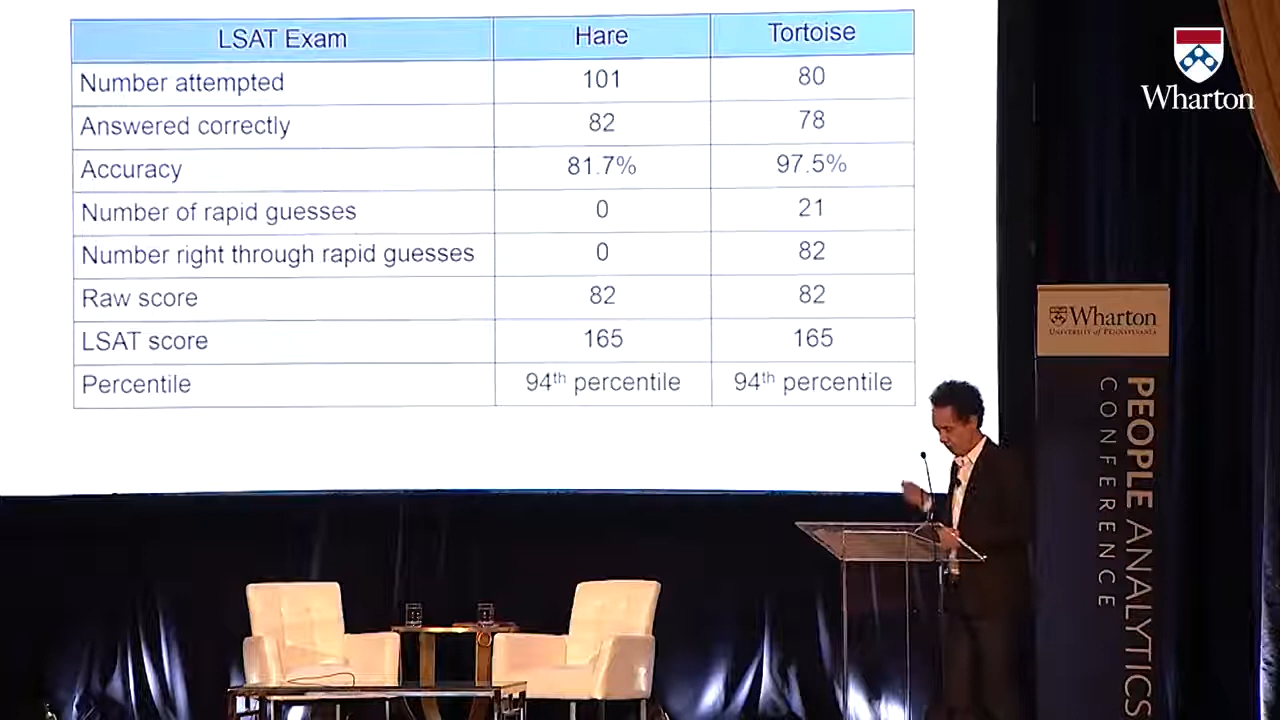 LSAT Exam Hare Tortoise
Number attempted 101 80
Answered correctly 82 78
Accuracy 81.7% 97.5%
Number of rapid guesses 0 21
Number right through rapid guesses 0 82
Raw score 82 82
LSAT score 165 165
Percentile 94th percentile 94th percentile
Wharton
Wharton
UNIVERSITY of PENNSYLVANIA
PEOPLE ANALYTICS
CONFERENCE